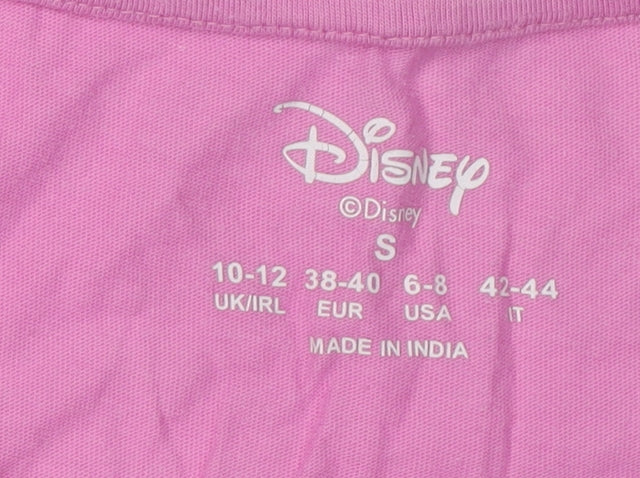 Disney
©Disney
S
10-12 38-40 6-8 42-44
UK/IRL EUR USA IT
MADE IN INDIA